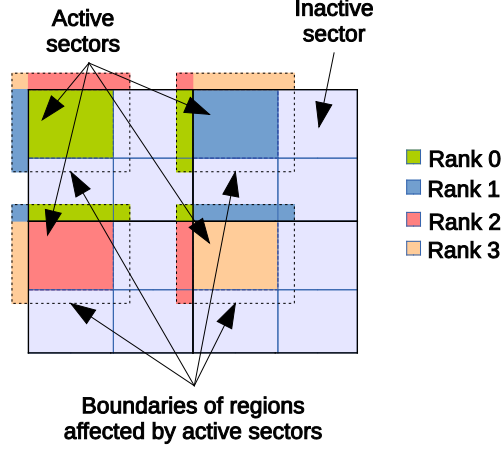 Active
sectors
Inactive
sector
Rank 0
Rank 1
Rank 2
Rank 3
Boundaries of regions
affected by active sectors